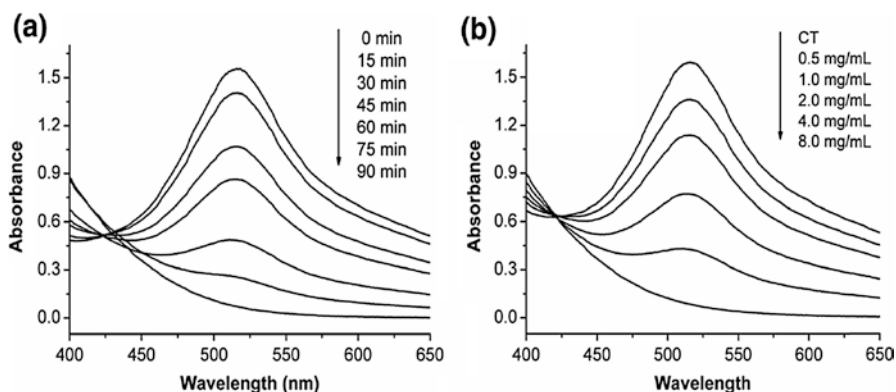 (a)
0 min
15 min
30 min
45 min
60 min
75 min
90 min
Absorbance
1.5
1.2
0.9
0.6
0.3
0.0
400 450 500 550 600 650
Wavelength (nm)
(b)
CT
0.5 mg/mL
1.0 mg/mL
2.0 mg/mL
4.0 mg/mL
8.0 mg/mL
Absorbance
1.5
1.2
0.9
0.6
0.3
0.0
400 450 500 550 600 650
Wavelength